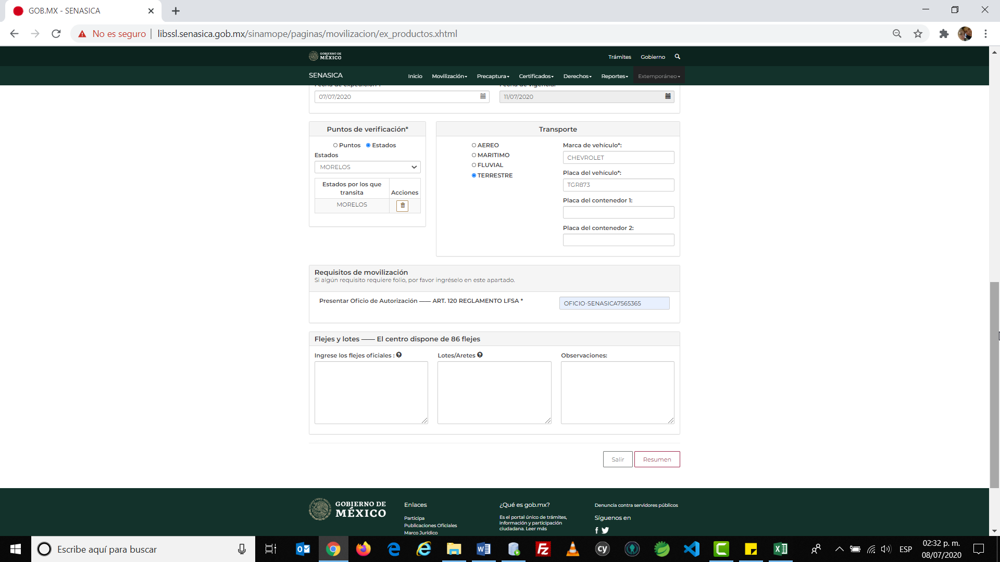 GOB.MX - SENASICA
No es seguro libssl.senasica.gob.mx/sinamope/paginas/movilizacion/ex_productos.xhtml
GOBIERNO DE MÉXICO
Trámites Gobierno
SENASICA Inicio Movilización Precaptura Certificados Derechos Reportes Extemporáneo
07/07/2020 11/07/2020
Puntos de verificación*
Puntos Estados
Estados
MORELOS
Estados por los que transita Acciones
MORELOS
Transporte
AEREO
MARITIMO
FLUVIAL
TERRESTRE
Marca de vehículo*:
CHEVROLET
Placa del vehículo*:
TGR873
Placa del contenedor 1:
Placa del contenedor 2:
Requisitos de movilización
Si algún requisito requiere folio, por favor ingréselo en este apartado.
Presentar Oficio de Autorización —— ART. 120 REGLAMENTO LFSA *
OFICIO-SENASICA7565365
Flejes y lotes —— El centro dispone de 86 flejes
Ingrese los flejes oficiales : Lotes/Aretes Observaciones:
Salir Resumen
GOBIERNO DE
MÉXICO
Enlaces
Participa
Publicaciones Oficiales
Marco Jurídico
¿Qué es gob.mx?
Es el portal único de trámites,
información y participación
ciudadana. Leer más
Denuncia contra servidores públicos
Síguenos en
Escribe aquí para buscar
ESP
02:32 p. m.
08/07/2020